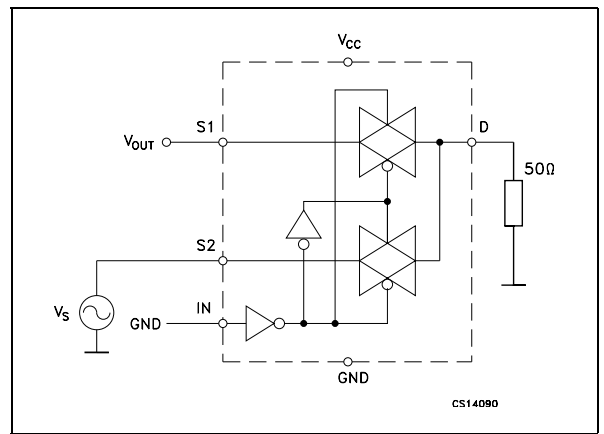 VCC
S1
D
VOUT
50Ω
S2
VS
IN
GND
GND
CS14090